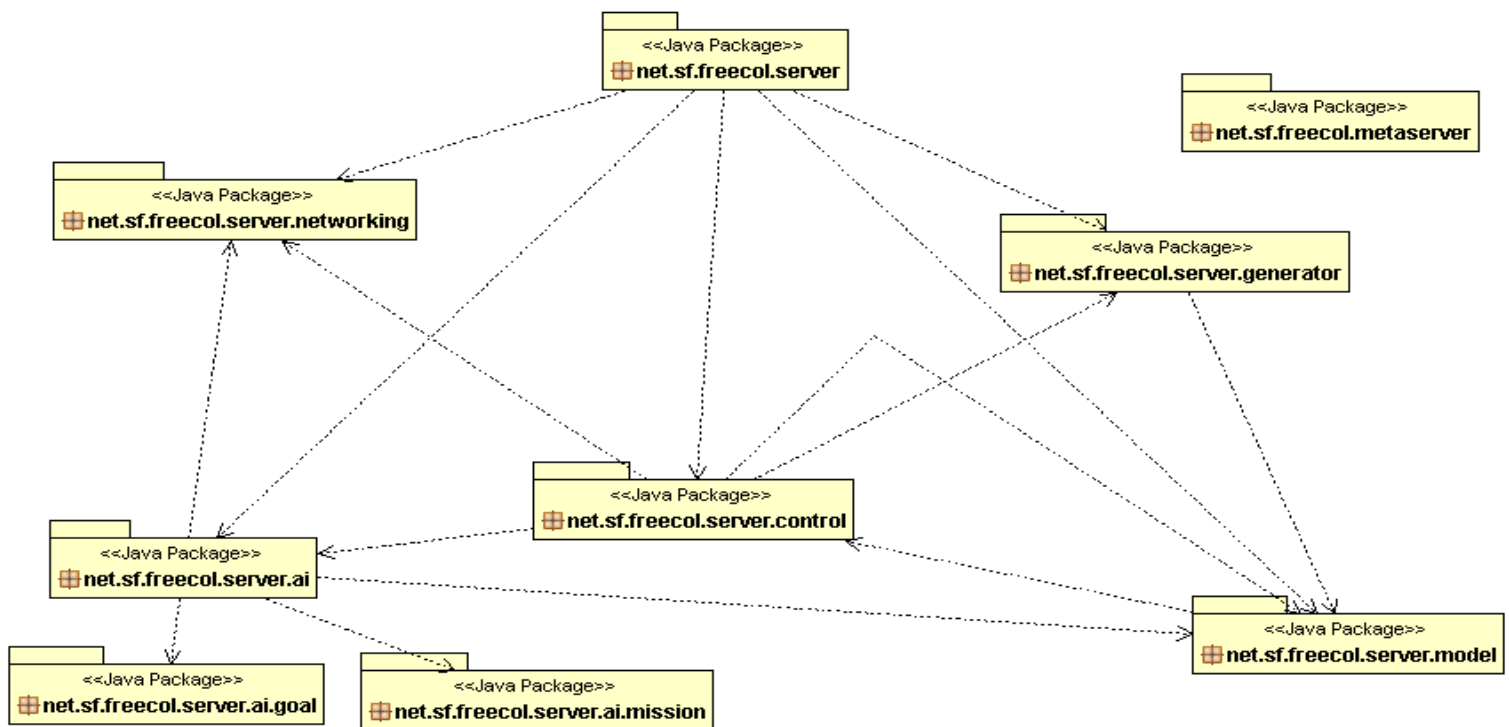 <<Java Package>>
net.sf.freecol.server
<<Java Package>>
net.sf.freecol.metaserver
<<Java Package>>
net.sf.freecol.server.networking
<<Java Package>>
net.sf.freecol.server.generator
<<Java Package>>
net.sf.freecol.server.control
<<Java Package>>
net.sf.freecol.server.ai
<<Java Package>>
net.sf.freecol.server.model
<<Java Package>>
net.sf.freecol.server.ai.goal
<<Java Package>>
net.sf.freecol.server.ai.mission